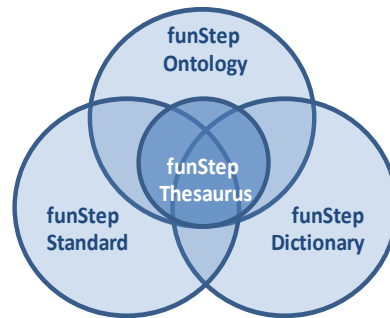 funStep
Ontology
funStep
Thesaurus
funStep
Standard
funStep
Dictionary